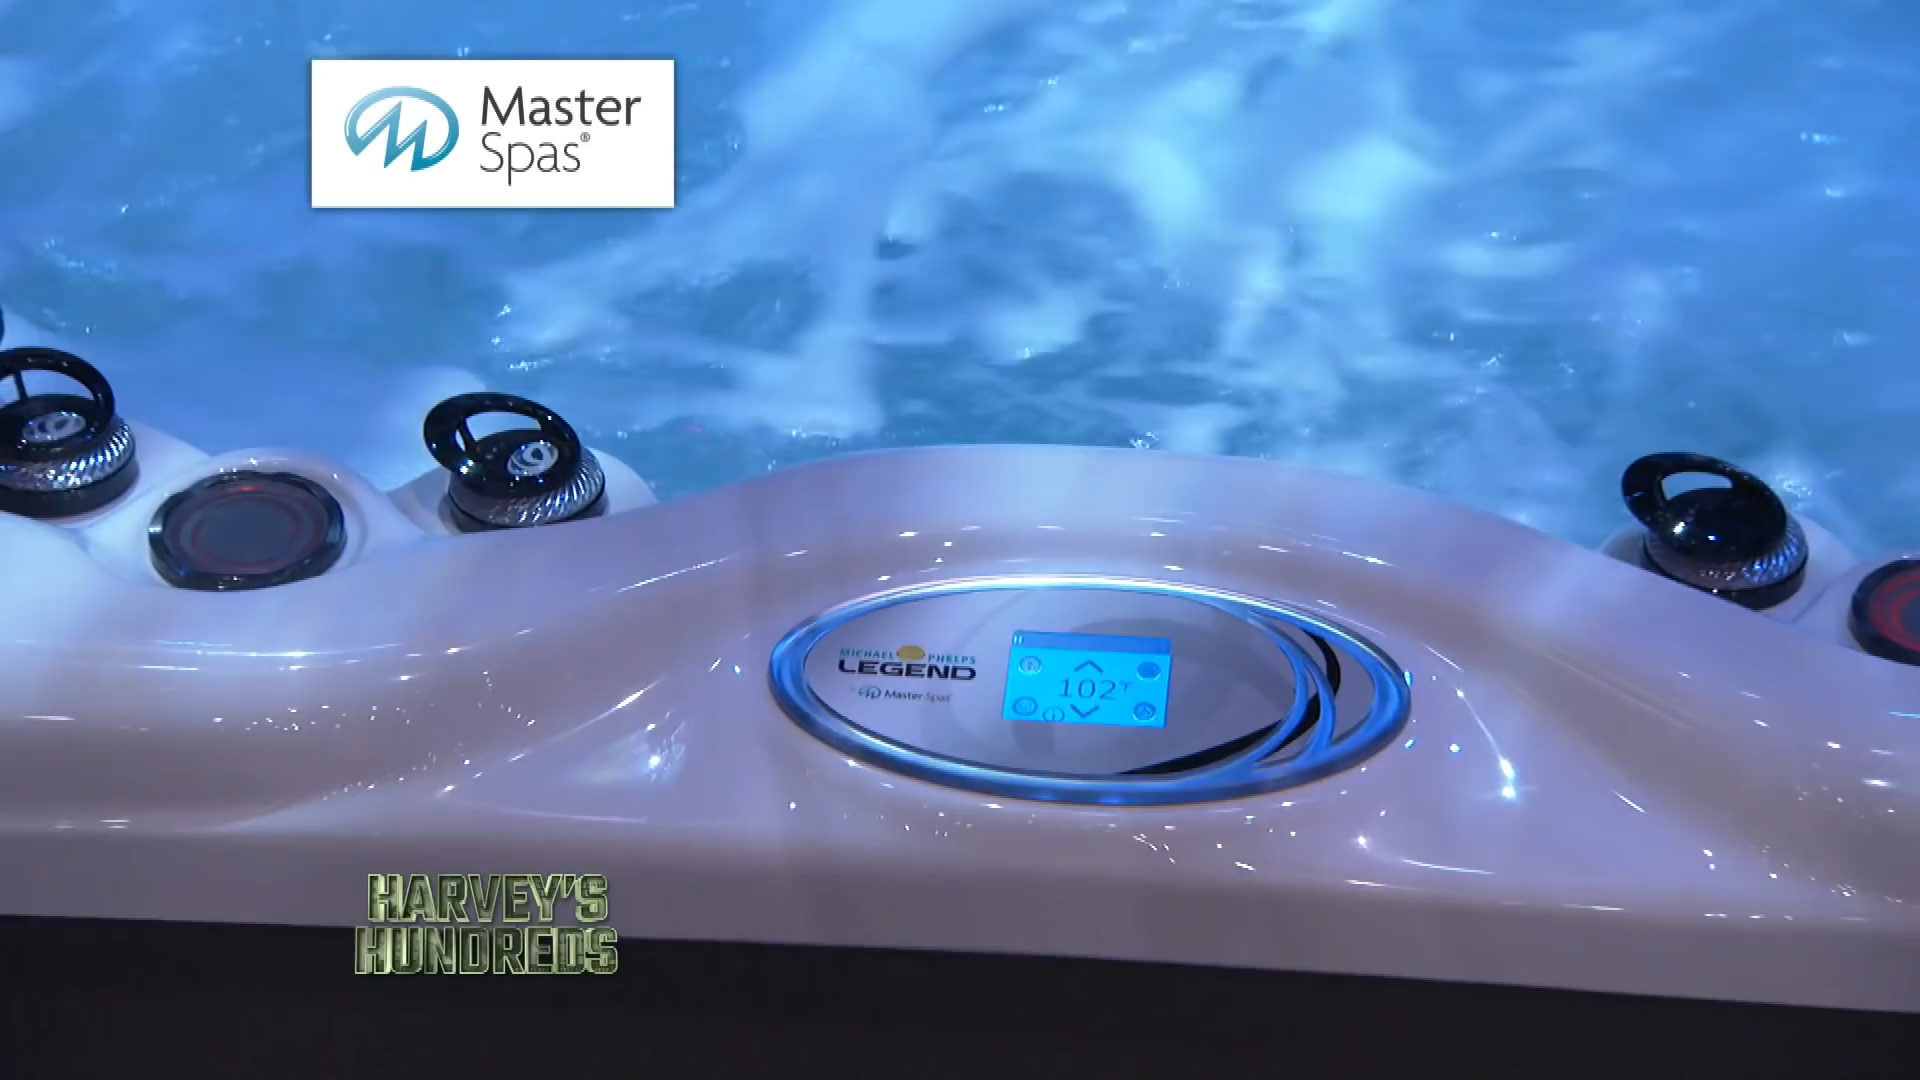 Master
Spas®
MICHAEL PHELPS
LEGEND
Master Spas
102°F
HARVEY'S
HUNDREDS